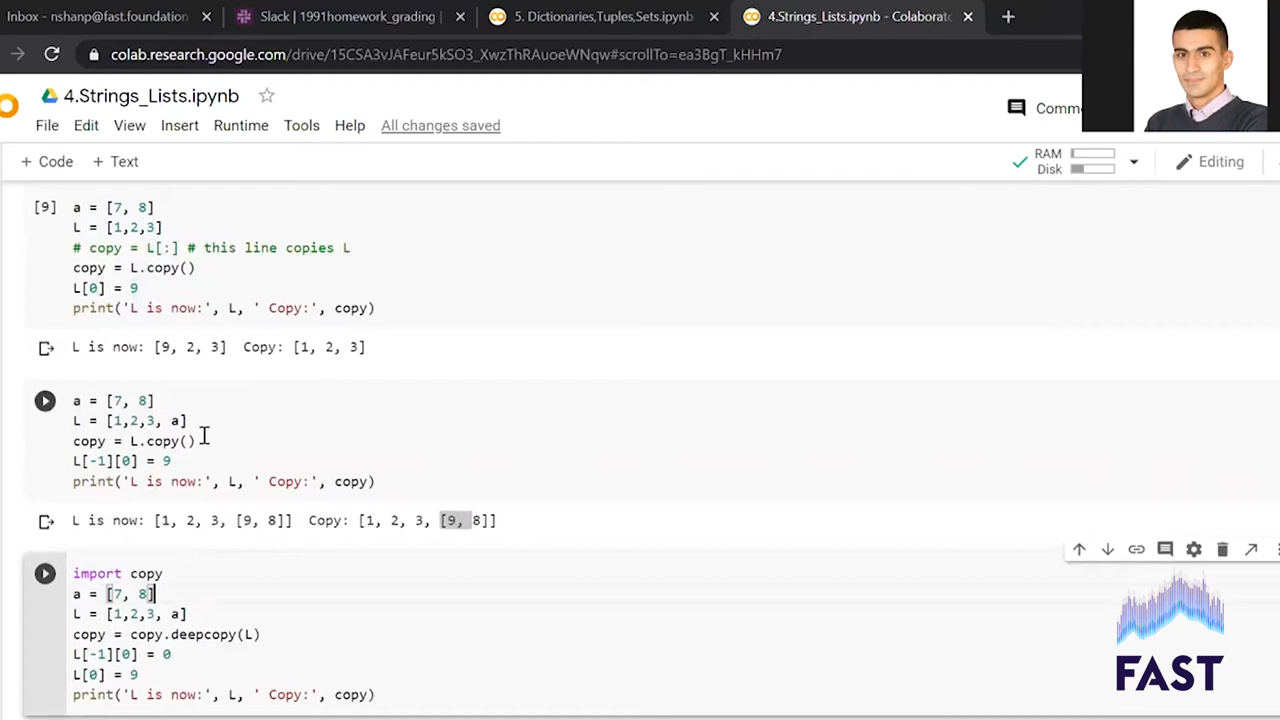 Inbox - nshanp@fast.foundation
Slack | 1991homework_grading |
5. Dictionaries,Tuples,Sets.ipynb
4.Strings_Lists.ipynb - Colaborato
colab.research.google.com/drive/15CSA3vJAFeur5kSO3_XwzThRAuoeWNqw#scrollTo=ea3BgT_kHHm7
4.Strings_Lists.ipynb
Comme
File Edit View Insert Runtime Tools Help All changes saved
+ Code + Text
RAM
Disk
Editing
[9] a = [7, 8]
L = [1,2,3]
# copy = L[:] # this line copies L
copy = L.copy()
L[0] = 9
print('L is now:', L, ' Copy:', copy)
L is now: [9, 2, 3]  Copy: [1, 2, 3]
a = [7, 8]
L = [1,2,3, a]
copy = L.copy()
L[-1][0] = 9
print('L is now:', L, ' Copy:', copy)
L is now: [1, 2, 3, [9, 8]]  Copy: [1, 2, 3, [9, 8]]
import copy
a = [7, 8]
L = [1,2,3, a]
copy = copy.deepcopy(L)
L[-1][0] = 0
L[0] = 9
print('L is now:', L, ' Copy:', copy)
FAST